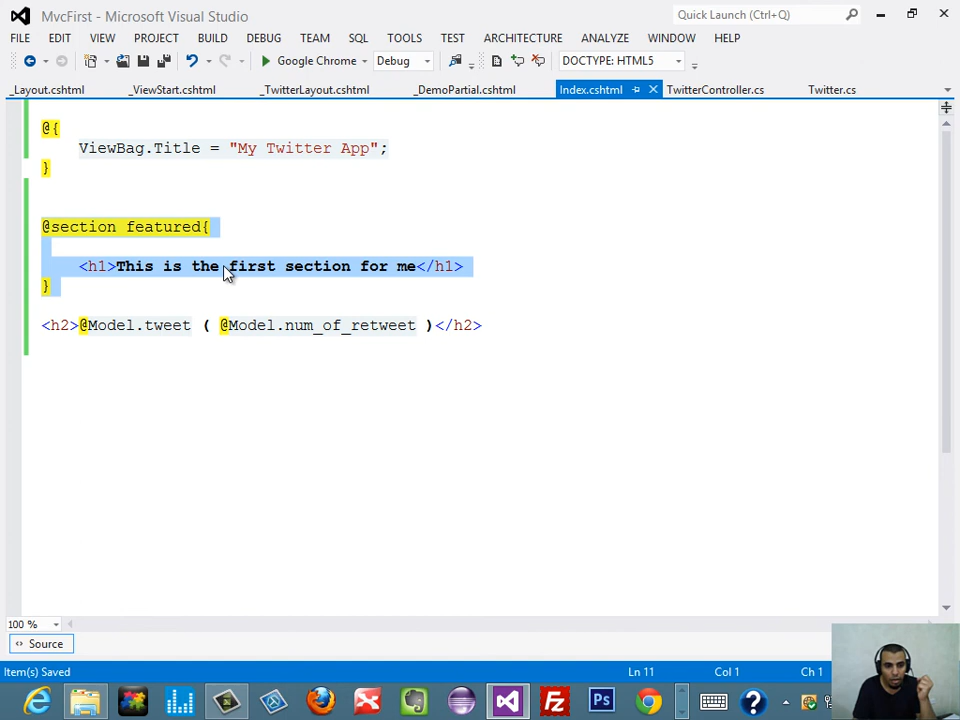 MvcFirst - Microsoft Visual Studio
Quick Launch (Ctrl+Q)
FILE EDIT VIEW PROJECT BUILD DEBUG TEAM SQL TOOLS TEST ARCHITECTURE ANALYZE WINDOW HELP
Google Chrome Debug DOCTYPE: HTML5
_Layout.cshtml _ViewStart.cshtml _TwitterLayout.cshtml _DemoPartial.cshtml Index.cshtml TwitterController.cs Twitter.cs
@{
ViewBag.Title = "My Twitter App";
}
@section featured{
<h1>This is the first section for me</h1>
}
<h2>@Model.tweet ( @Model.num_of_retweet )</h2>
100 %
Source
Item(s) Saved Ln 11 Col 1 Ch 1